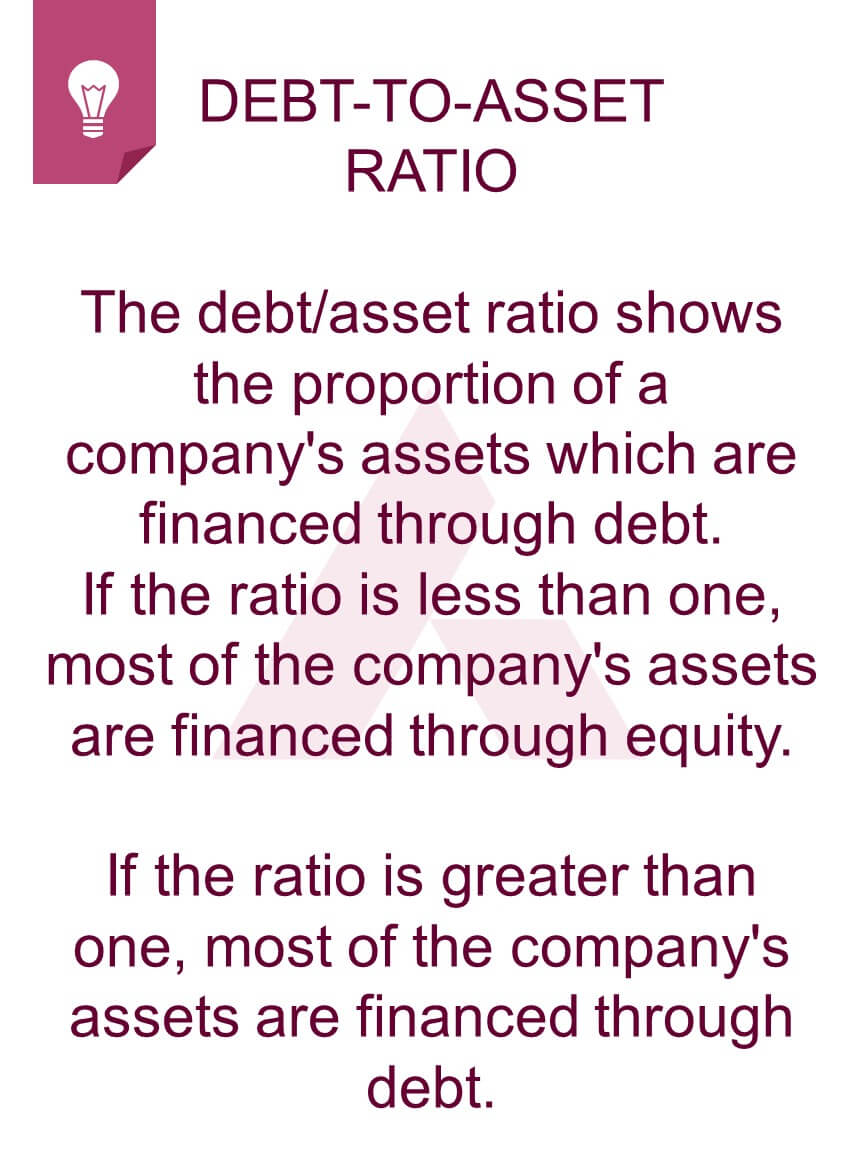 DEBT-TO-ASSET
RATIO
The debt/asset ratio shows
the proportion of a
company's assets which are
financed through debt.
If the ratio is less than one,
most of the company's assets
are financed through equity.
If the ratio is greater than
one, most of the company's
assets are financed through
debt.